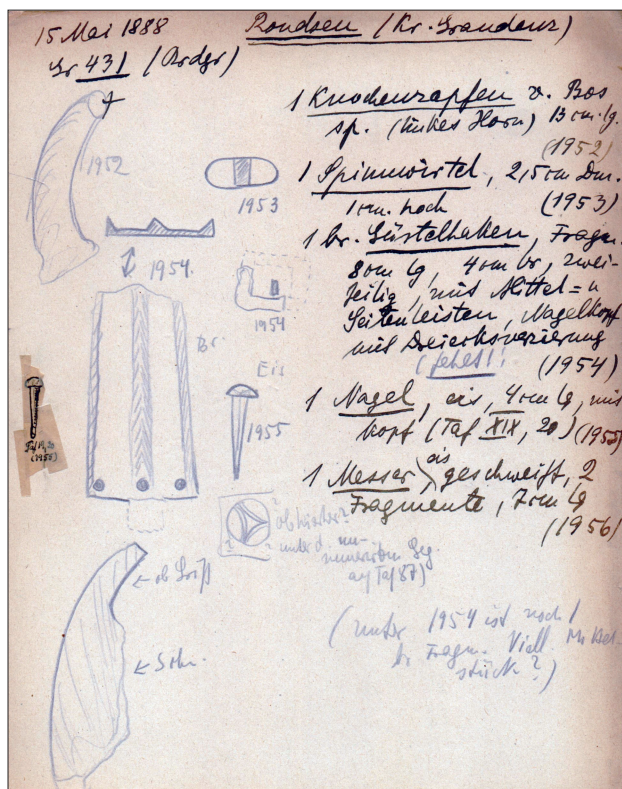 15 Mai 1888 Rondsen (Kr. Graudenz)
Gr 431 (Brdgr)
1 Knochenzapfen v. Bos
sp. (linkes Horn) 13 cm lg.
(1952)
1 Spinnwirtel, 2,5 cm Dm.
1 cm. hoch (1953)
1 br. Gürtelhaken, Fragm.
8 cm lg, 4 cm br, zwei-
teilig, mit Mittel= u
Seitenleisten, Nagelkopf
mit Dreiecksverzierung
(fehlt! (1954)
1 Nagel, eis, 4 cm lg, mit
Kopf (Taf XIX, 20) (1955)
1 Messer eis geschweift, 2
Fragmente, 7 cm lg
(1956)
1952
1953
1954
1954
Br.
Eis
1955
(1955)
ob hierher?
unter d. un-
numerierten Geg
auf Taf 87)
← ob Griff
← Schn.
(unter 1954 ist noch 1
br Fragm. Viell.
stück?)